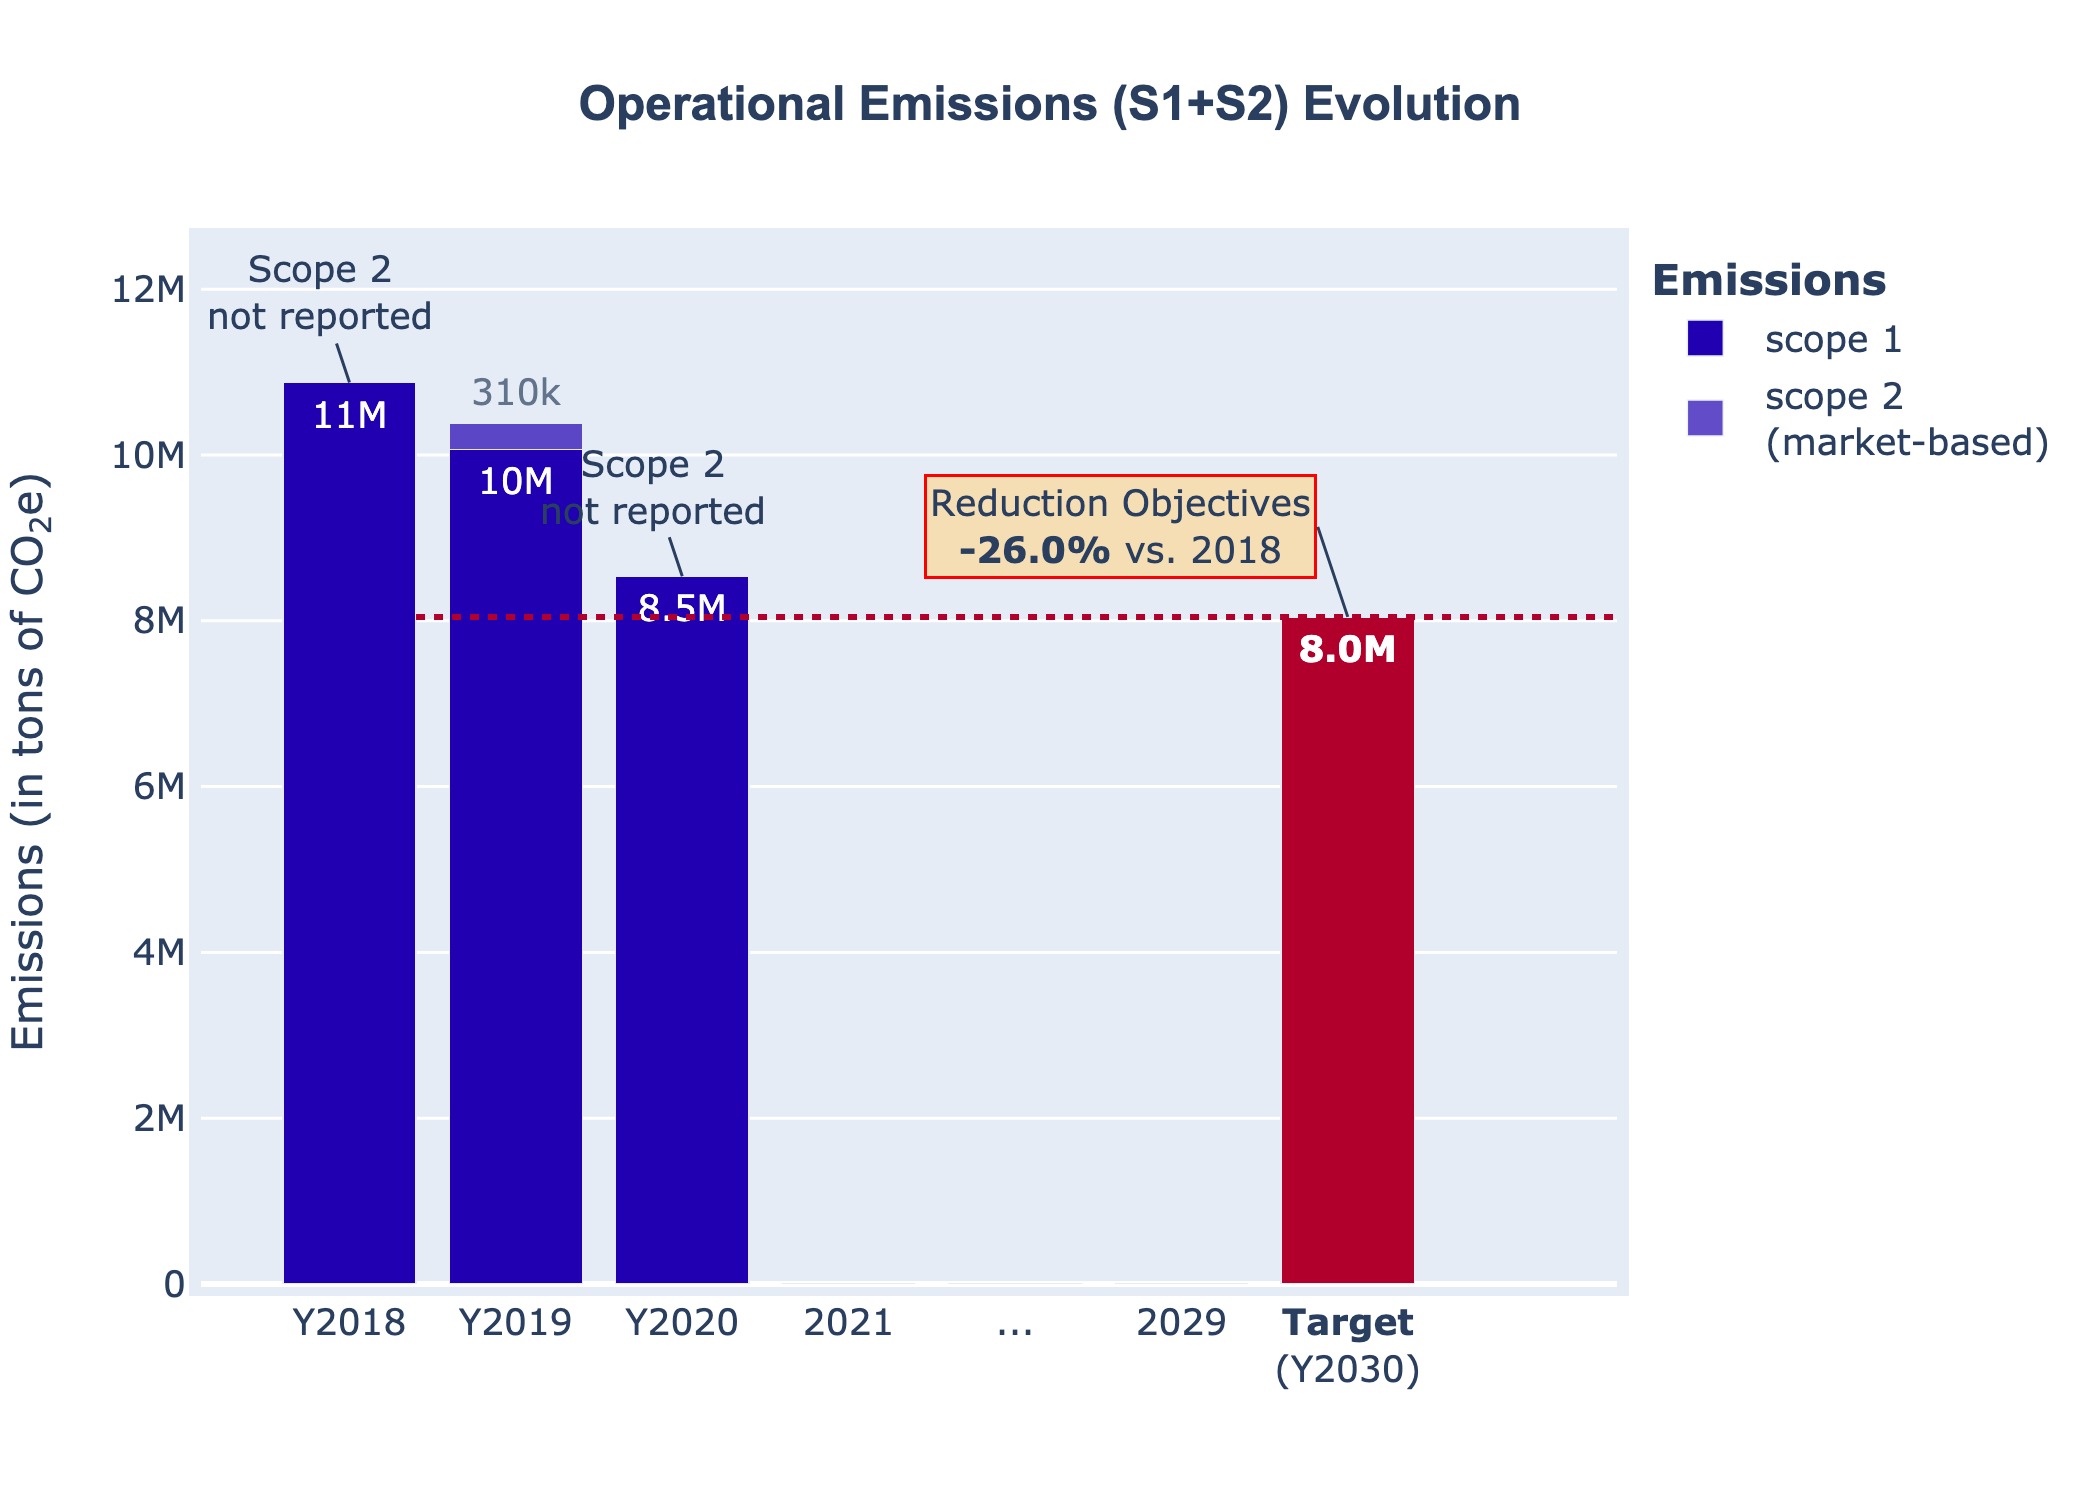 Operational Emissions (S1+S2) Evolution
Emissions (in tons of CO₂e)
12M
10M
8M
6M
4M
2M
0
Scope 2
not reported
11M
310k
10M
Scope 2
not reported
8.5M
Reduction Objectives
-26.0% vs. 2018
8.0M
Y2018
Y2019
Y2020
2021
...
2029
Target
(Y2030)
Emissions
scope 1
scope 2
(market-based)